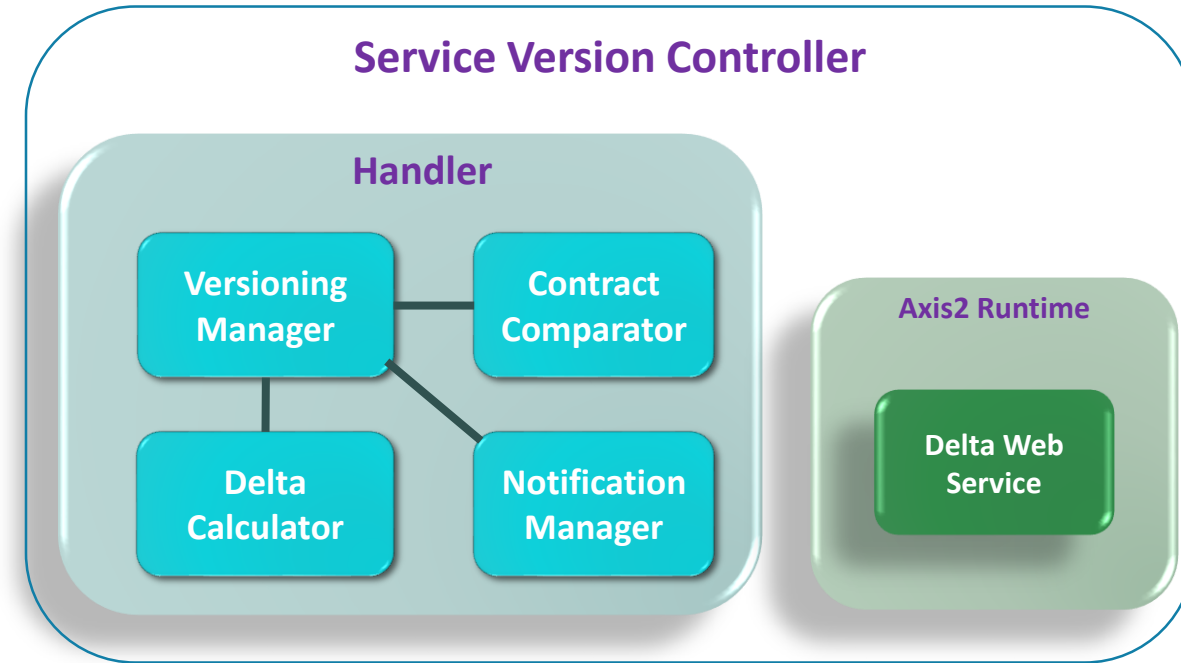 Service Version Controller
Handler
Versioning
Manager
Contract
Comparator
Delta
Calculator
Notification
Manager
Axis2 Runtime
Delta Web
Service